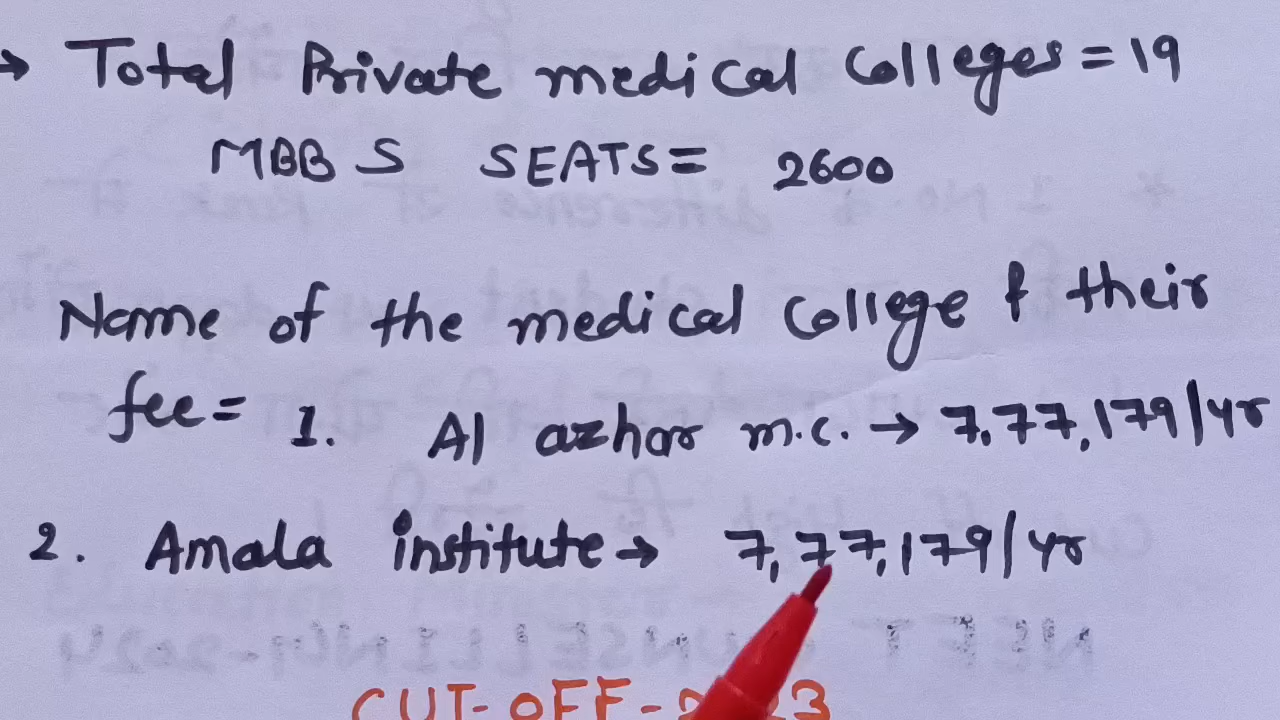 → Total Private medical Colleges = 19
MBBS SEATS = 2600
Name of the medical College & their
fee = 1. Al azhar m.c. → 7,77,179/yr
2. Amala institute → 7,77,179/yr
CUT-OFF-